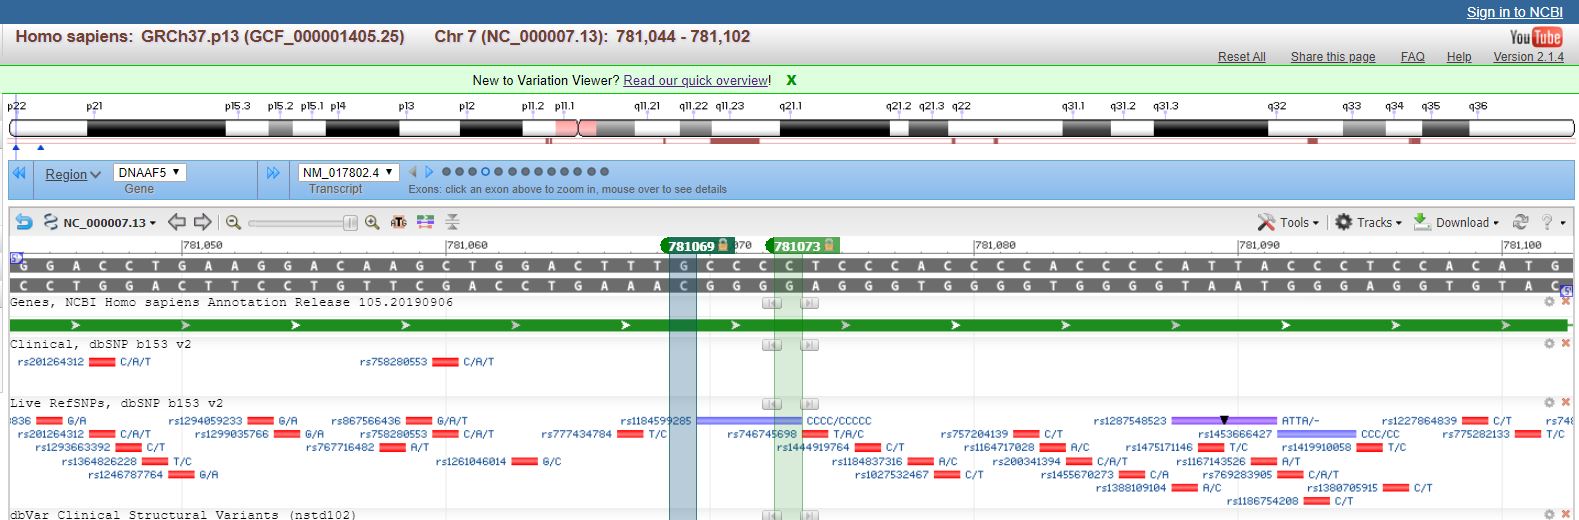 Sign in to NCBI
Homo sapiens: GRCh37.p13 (GCF_000001405.25) Chr 7 (NC_000007.13): 781,044 - 781,102
YouTube
Reset All Share this page FAQ Help Version 2.1.4
New to Variation Viewer? Read our quick overview! X
p22 p21 p15.3 p15.2 p15.1 p14 p13 p12 p11.2 p11.1 q11.21 q11.22 q11.23 q21.1 q21.2 q21.3 q22 q31.1 q31.2 q31.3 q32 q33 q34 q35 q36
Region DNAAF5 NM_017802.4
Gene Transcript Exons: click an exon above to zoom in, mouse over to see details
NC_000007.13 ATG Tools Tracks Download ?
781,050 781,060 781069 070 781073 781,080 781,090 781,100
5'
G G A C C T G A A G G A C A A G C T G G A C T T T G C C C C T C C C A C C C C A C C C C A T T A C C C T C C A C A T G
C C T G G A C T T C C T G T T C G A C C T G A A A C G G G G A G G G T G G G G T G G G G T A A T G G G A G G T G T A C
5'
Genes, NCBI Homo sapiens Annotation Release 105.20190906
Clinical, dbSNP b153 v2
rs201264312 C/A/T rs758280553 C/A/T
Live RefSNPs, dbSNP b153 v2
3836 G/A rs1294059233 G/A rs867566436 G/A/T rs1184599285 CCCC/CCCCC rs1287548523 ATTA/- rs1227864839 C/T rs748
rs201264312 C/A/T rs1299035766 G/A rs758280553 C/A/T rs777434784 T/C rs746745698 T/A/C rs757204139 C/T rs1453666427 CCC/CC rs775282133 T/C
rs1293663392 C/T rs767716482 A/T rs1444919764 C/T rs1164717028 A/C rs1475171146 T/C rs1419910058 C/T
rs1364826228 T/C rs1261046014 G/C rs1184837316 A/C rs200341394 C/A/T rs1167143526 A/T
rs1246787764 G/A rs1027532467 C/T rs1455670273 C/A rs769283905 C/A/T
rs1388109104 A/C rs1380705915 C/T
rs1186754208 C/T
dbVar Clinical Structural Variants (nstd102)